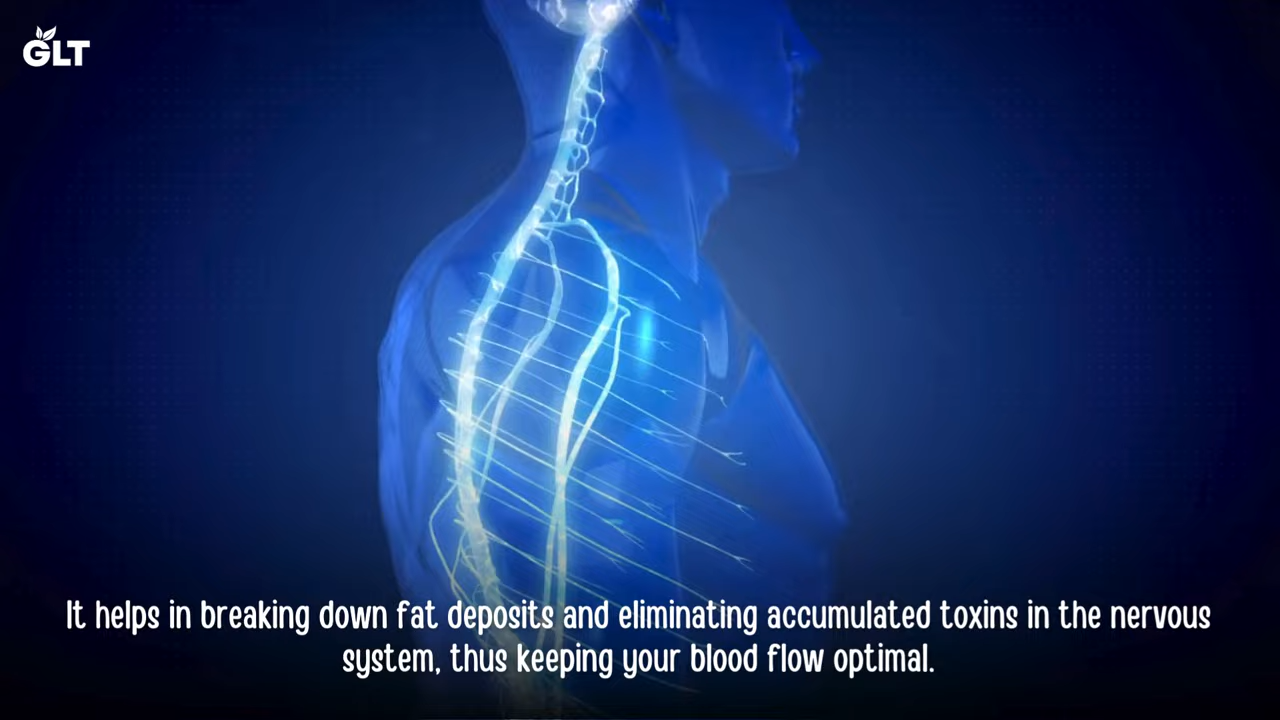 GLT
It helps in breaking down fat deposits and eliminating accumulated toxins in the nervous
system, thus keeping your blood flow optimal.